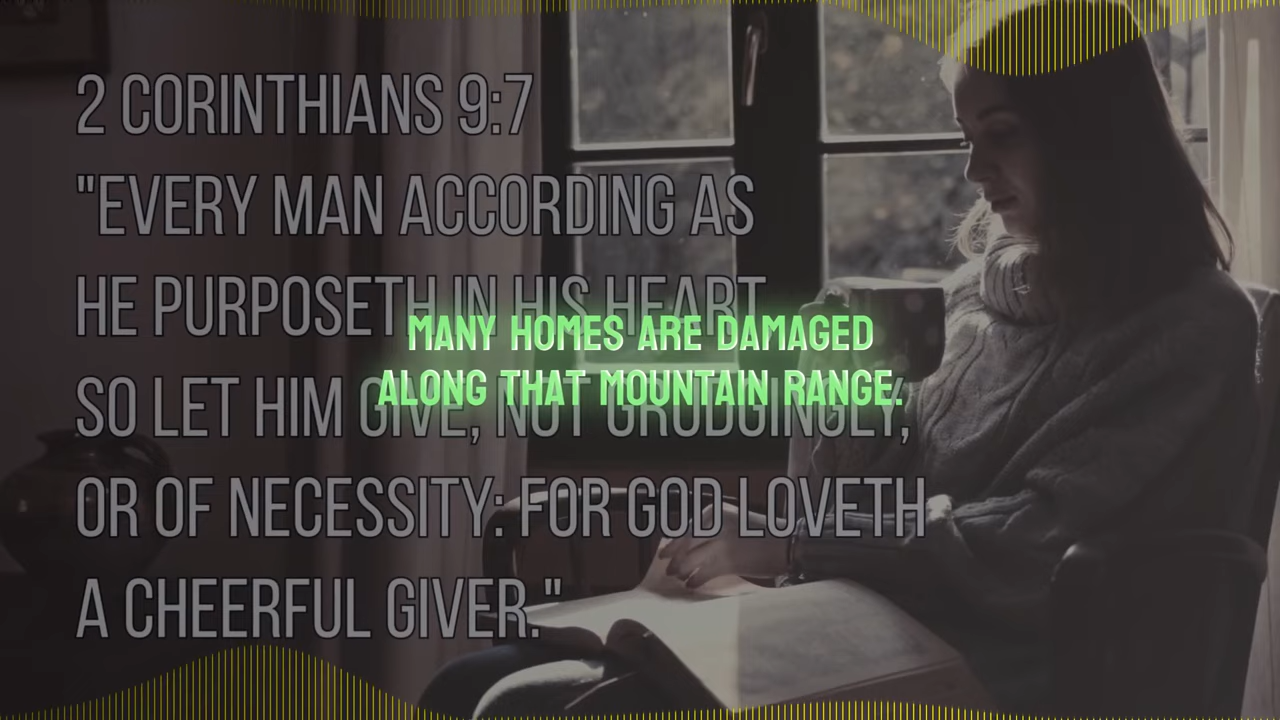 2 CORINTHIANS 9:7
"EVERY MAN ACCORDING AS
HE PURPOSETH IN HIS HEART
SO LET HIM GIVE, NOT GRUDGINGLY,
OR OF NECESSITY: FOR GOD LOVETH
A CHEERFUL GIVER."
MANY HOMES ARE DAMAGED
ALONG THAT MOUNTAIN RANGE.